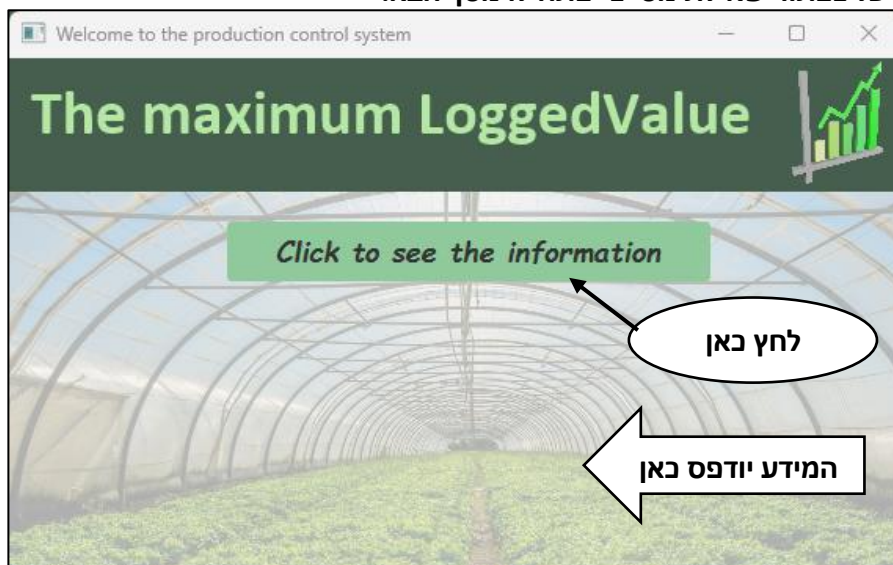 Welcome to the production control system
The maximum LoggedValue
Click to see the information
לחץ כאן
המידע יודפס כאן